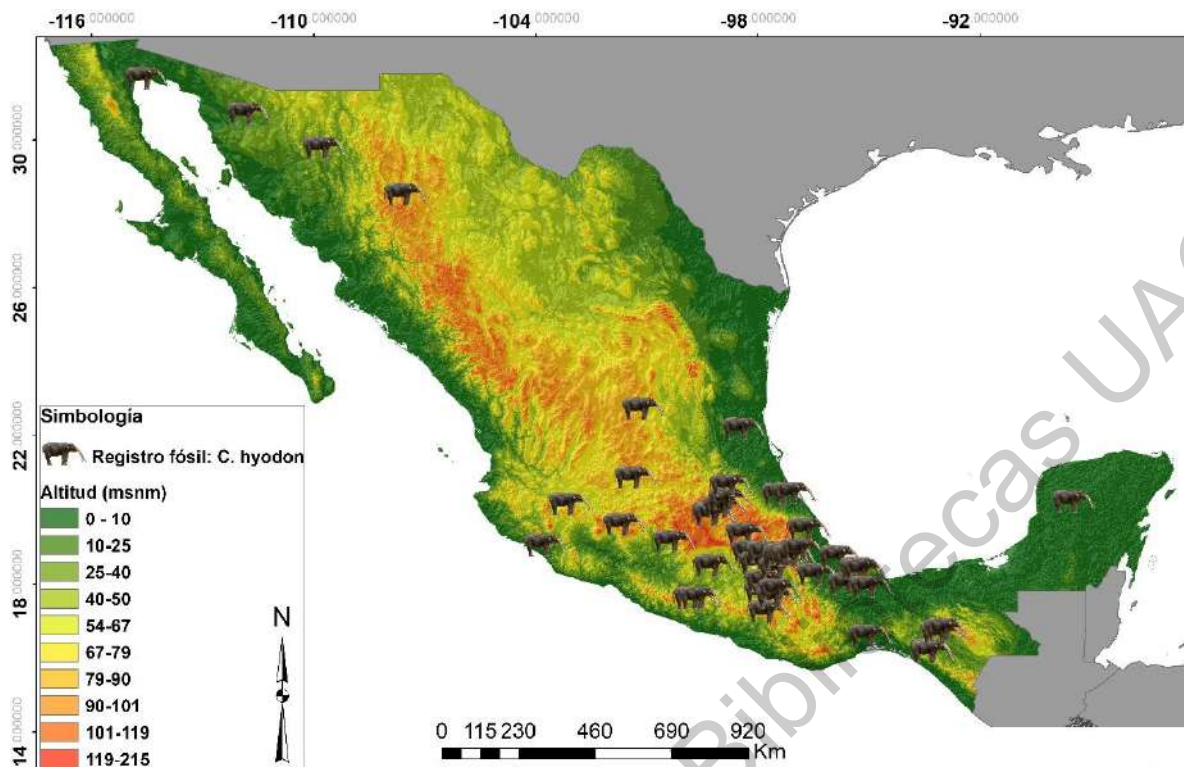 -116.000000 -110.000000 -104.000000 -98.000000 -92.000000
30.000000
26.000000
22.000000
18.000000
14.000000
Simbología
Registro fósil: C. hyodon
Altitud (msnm)
0 - 10
10-25
25-40
40-50
54-67
67-79
79-90
90-101
101-119
119-215
N
0 115 230 460 690 920
Km
Bibliotecas UA